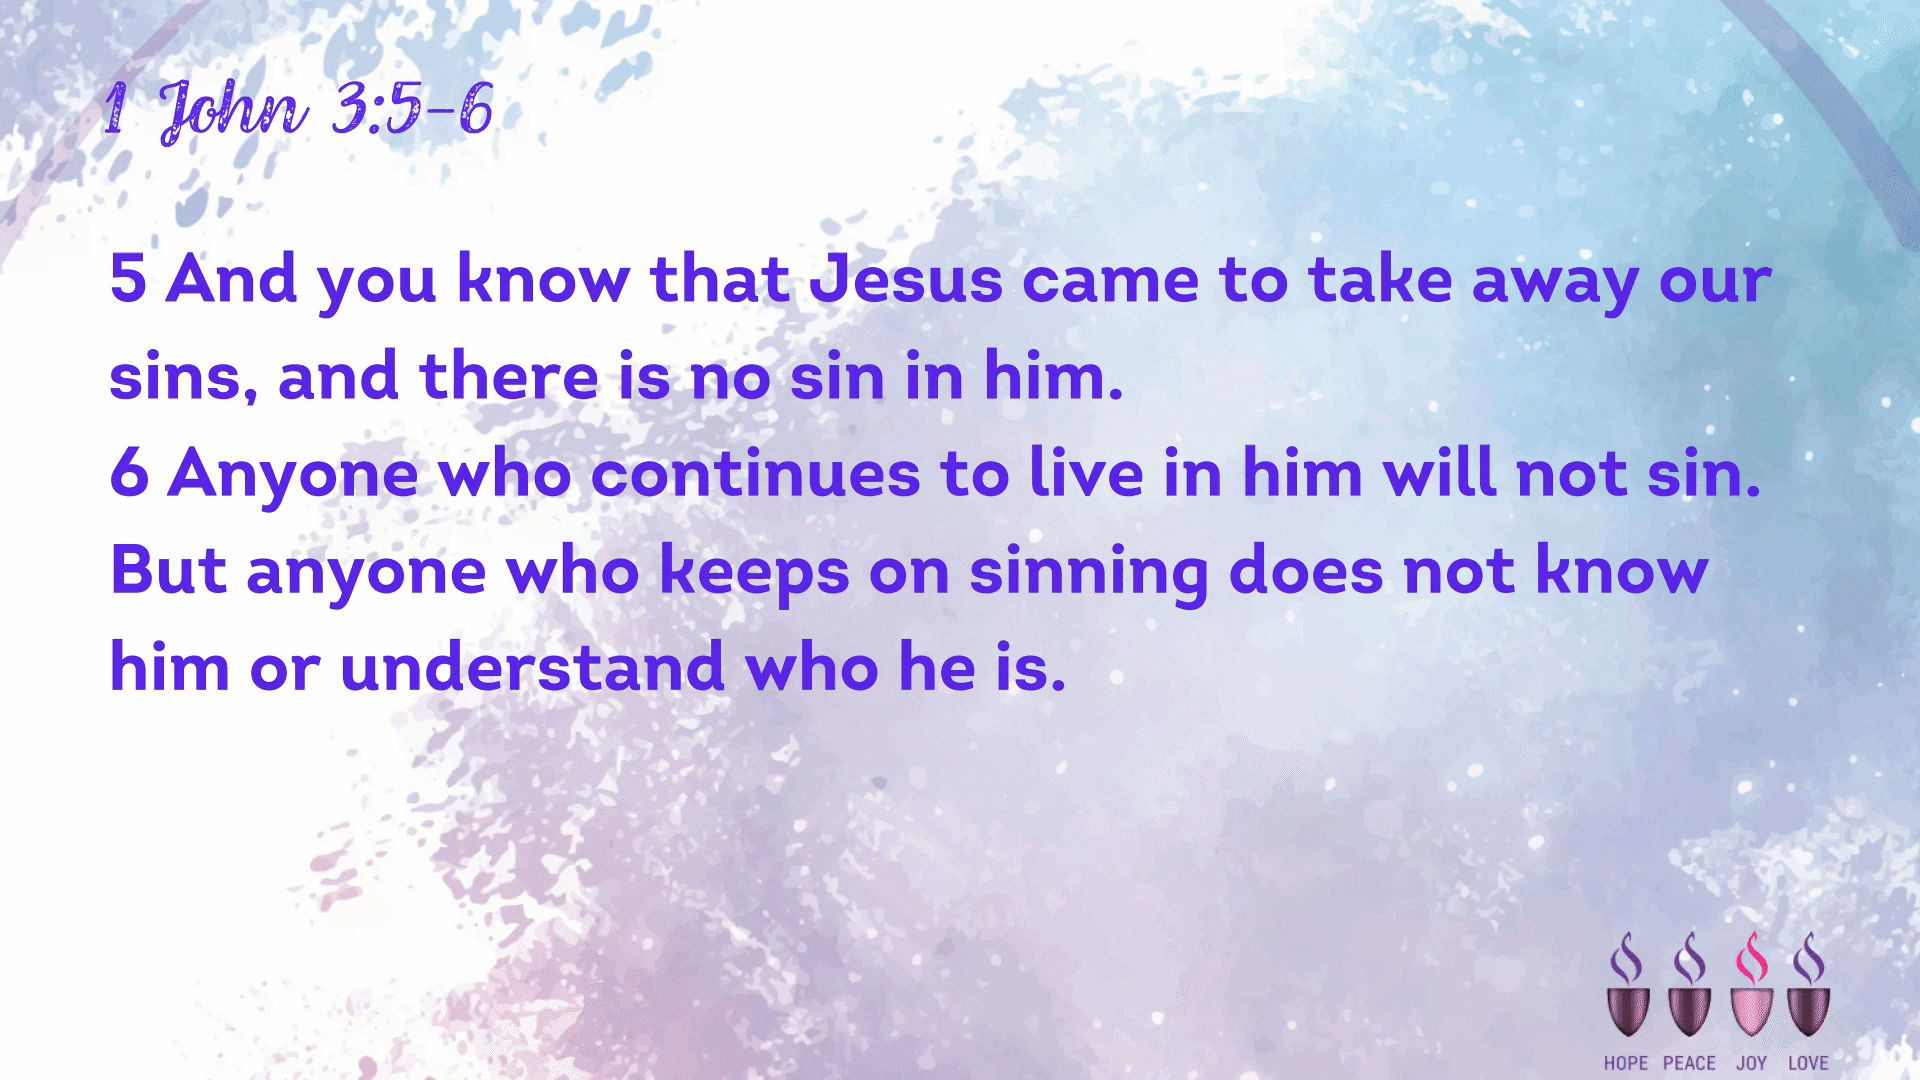 1 John 3:5-6
5 And you know that Jesus came to take away our
sins, and there is no sin in him.
6 Anyone who continues to live in him will not sin.
But anyone who keeps on sinning does not know
him or understand who he is.
HOPE PEACE JOY LOVE